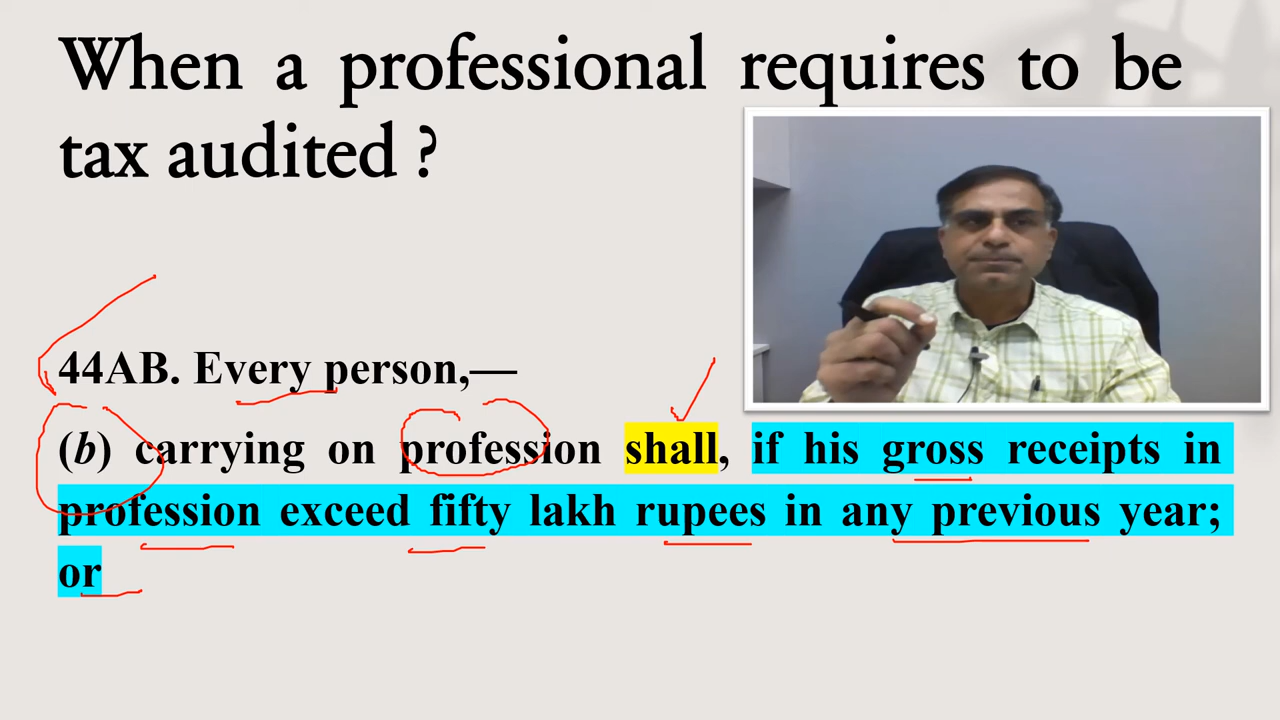 When a professional requires to be
tax audited ?
44AB. Every person,—
(b) carrying on profession shall, if his gross receipts in
profession exceed fifty lakh rupees in any previous year;
or